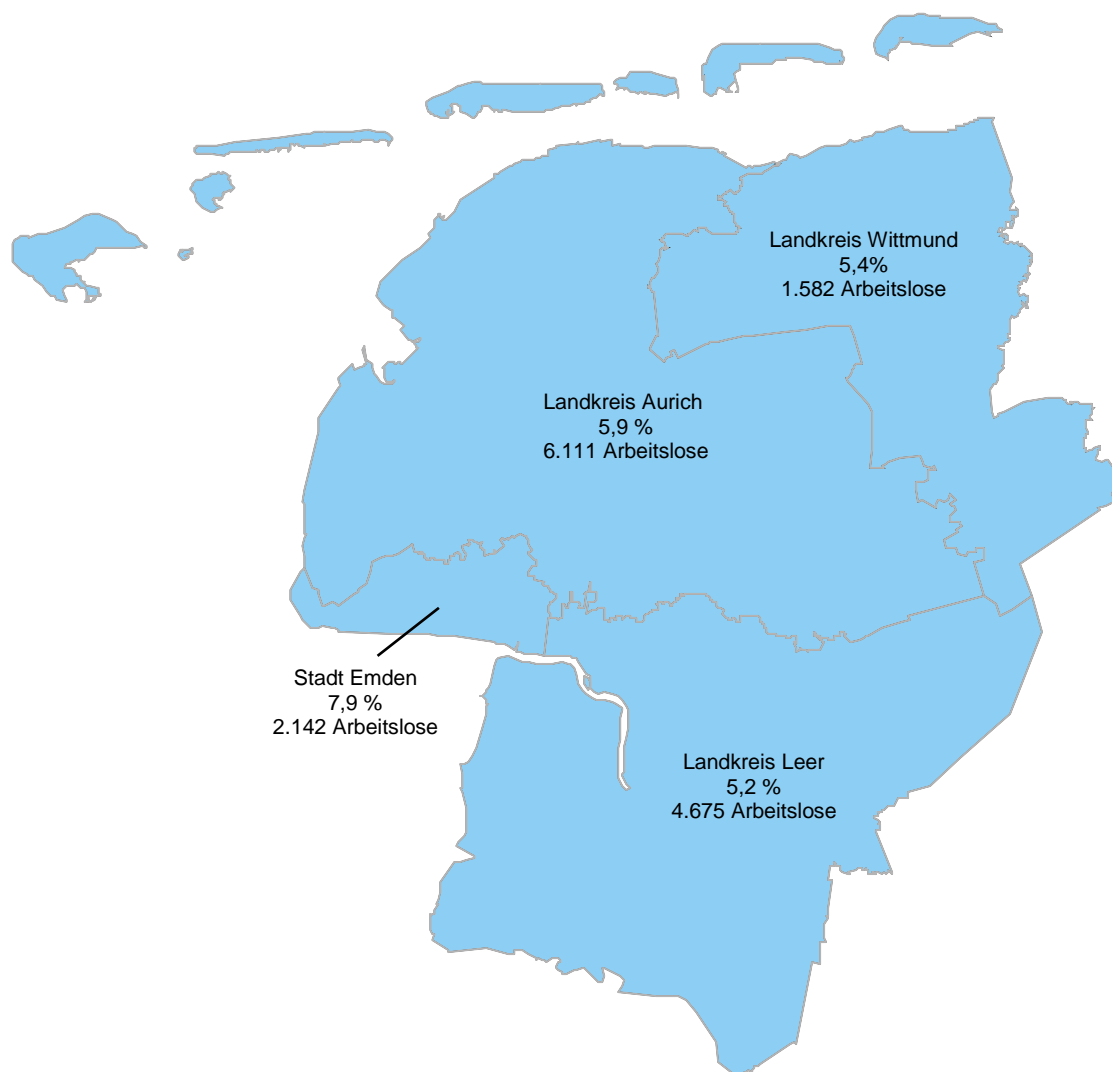 Landkreis Wittmund
5,4%
1.582 Arbeitslose
Landkreis Aurich
5,9 %
6.111 Arbeitslose
Stadt Emden
7,9 %
2.142 Arbeitslose
Landkreis Leer
5,2 %
4.675 Arbeitslose